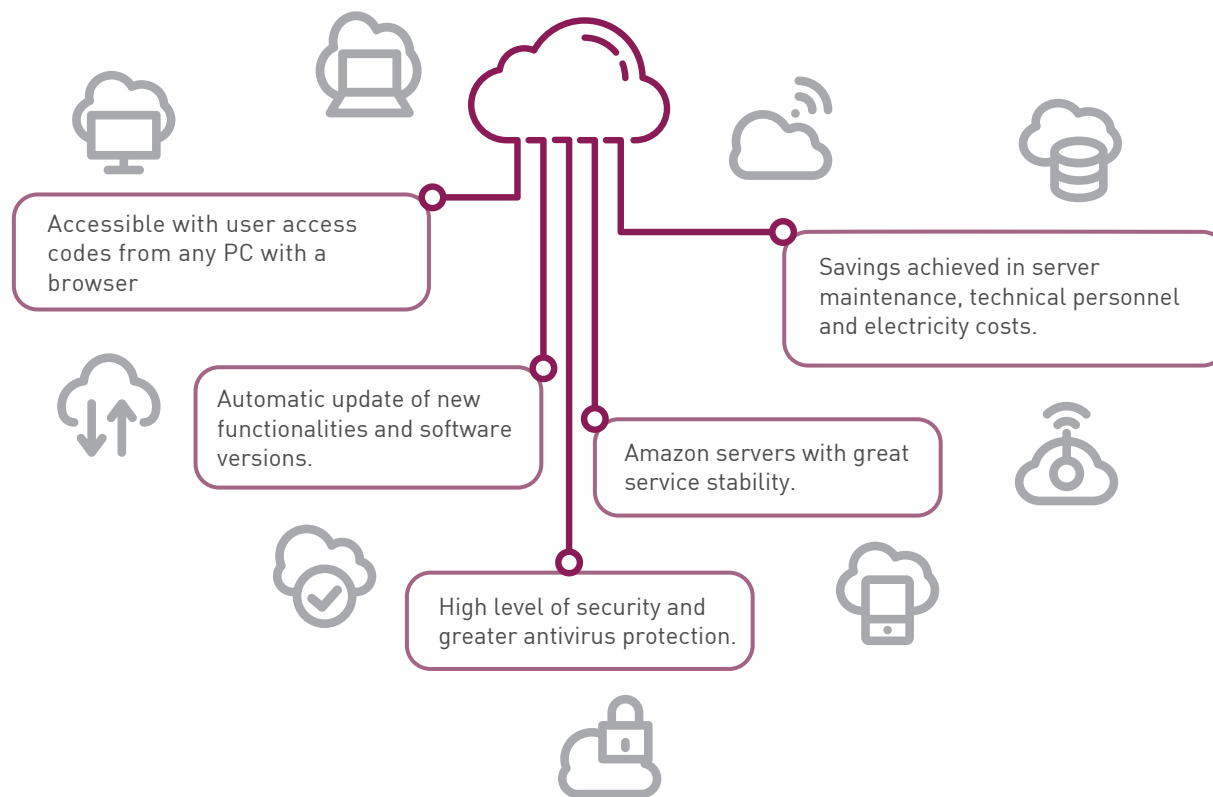 Accessible with user access
codes from any PC with a
browser
Savings achieved in server
maintenance, technical personnel
and electricity costs.
Automatic update of new
functionalities and software
versions.
Amazon servers with great
service stability.
High level of security and
greater antivirus protection.